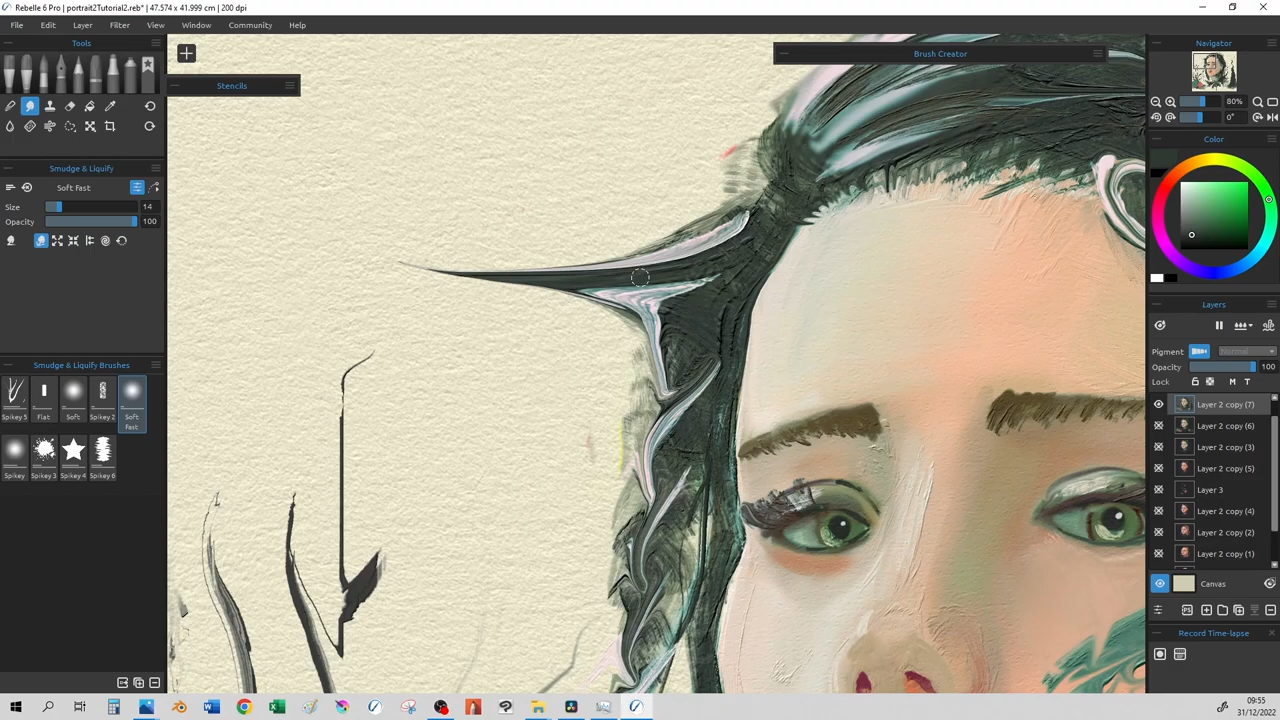 Rebelle 6 Pro | portrait2Tutorial2.reb* | 47.574 cm x 41.999 cm | 200 dpi
File Edit Layer Filter View Window Community Help
Tools
Stencils
Brush Creator
Navigator
80%
0°
Smudge & Liquify
Soft Fast
Size 14
Opacity 100
Color
Smudge & Liquify Brushes
Spikey 5 Flat Soft Spikey 2 Soft Fast
Spikey Spikey 3 Spikey 4 Spikey 6
Layers
Pigment Normal
Opacity 100
Lock M T
Layer 2 copy (7)
Layer 2 copy (6)
Layer 2 copy (3)
Layer 2 copy (5)
Layer 3
Layer 2 copy (4)
Layer 2 copy (2)
Layer 2 copy (1)
Canvas
PS
Record Time-lapse
09:55
31/12/2022